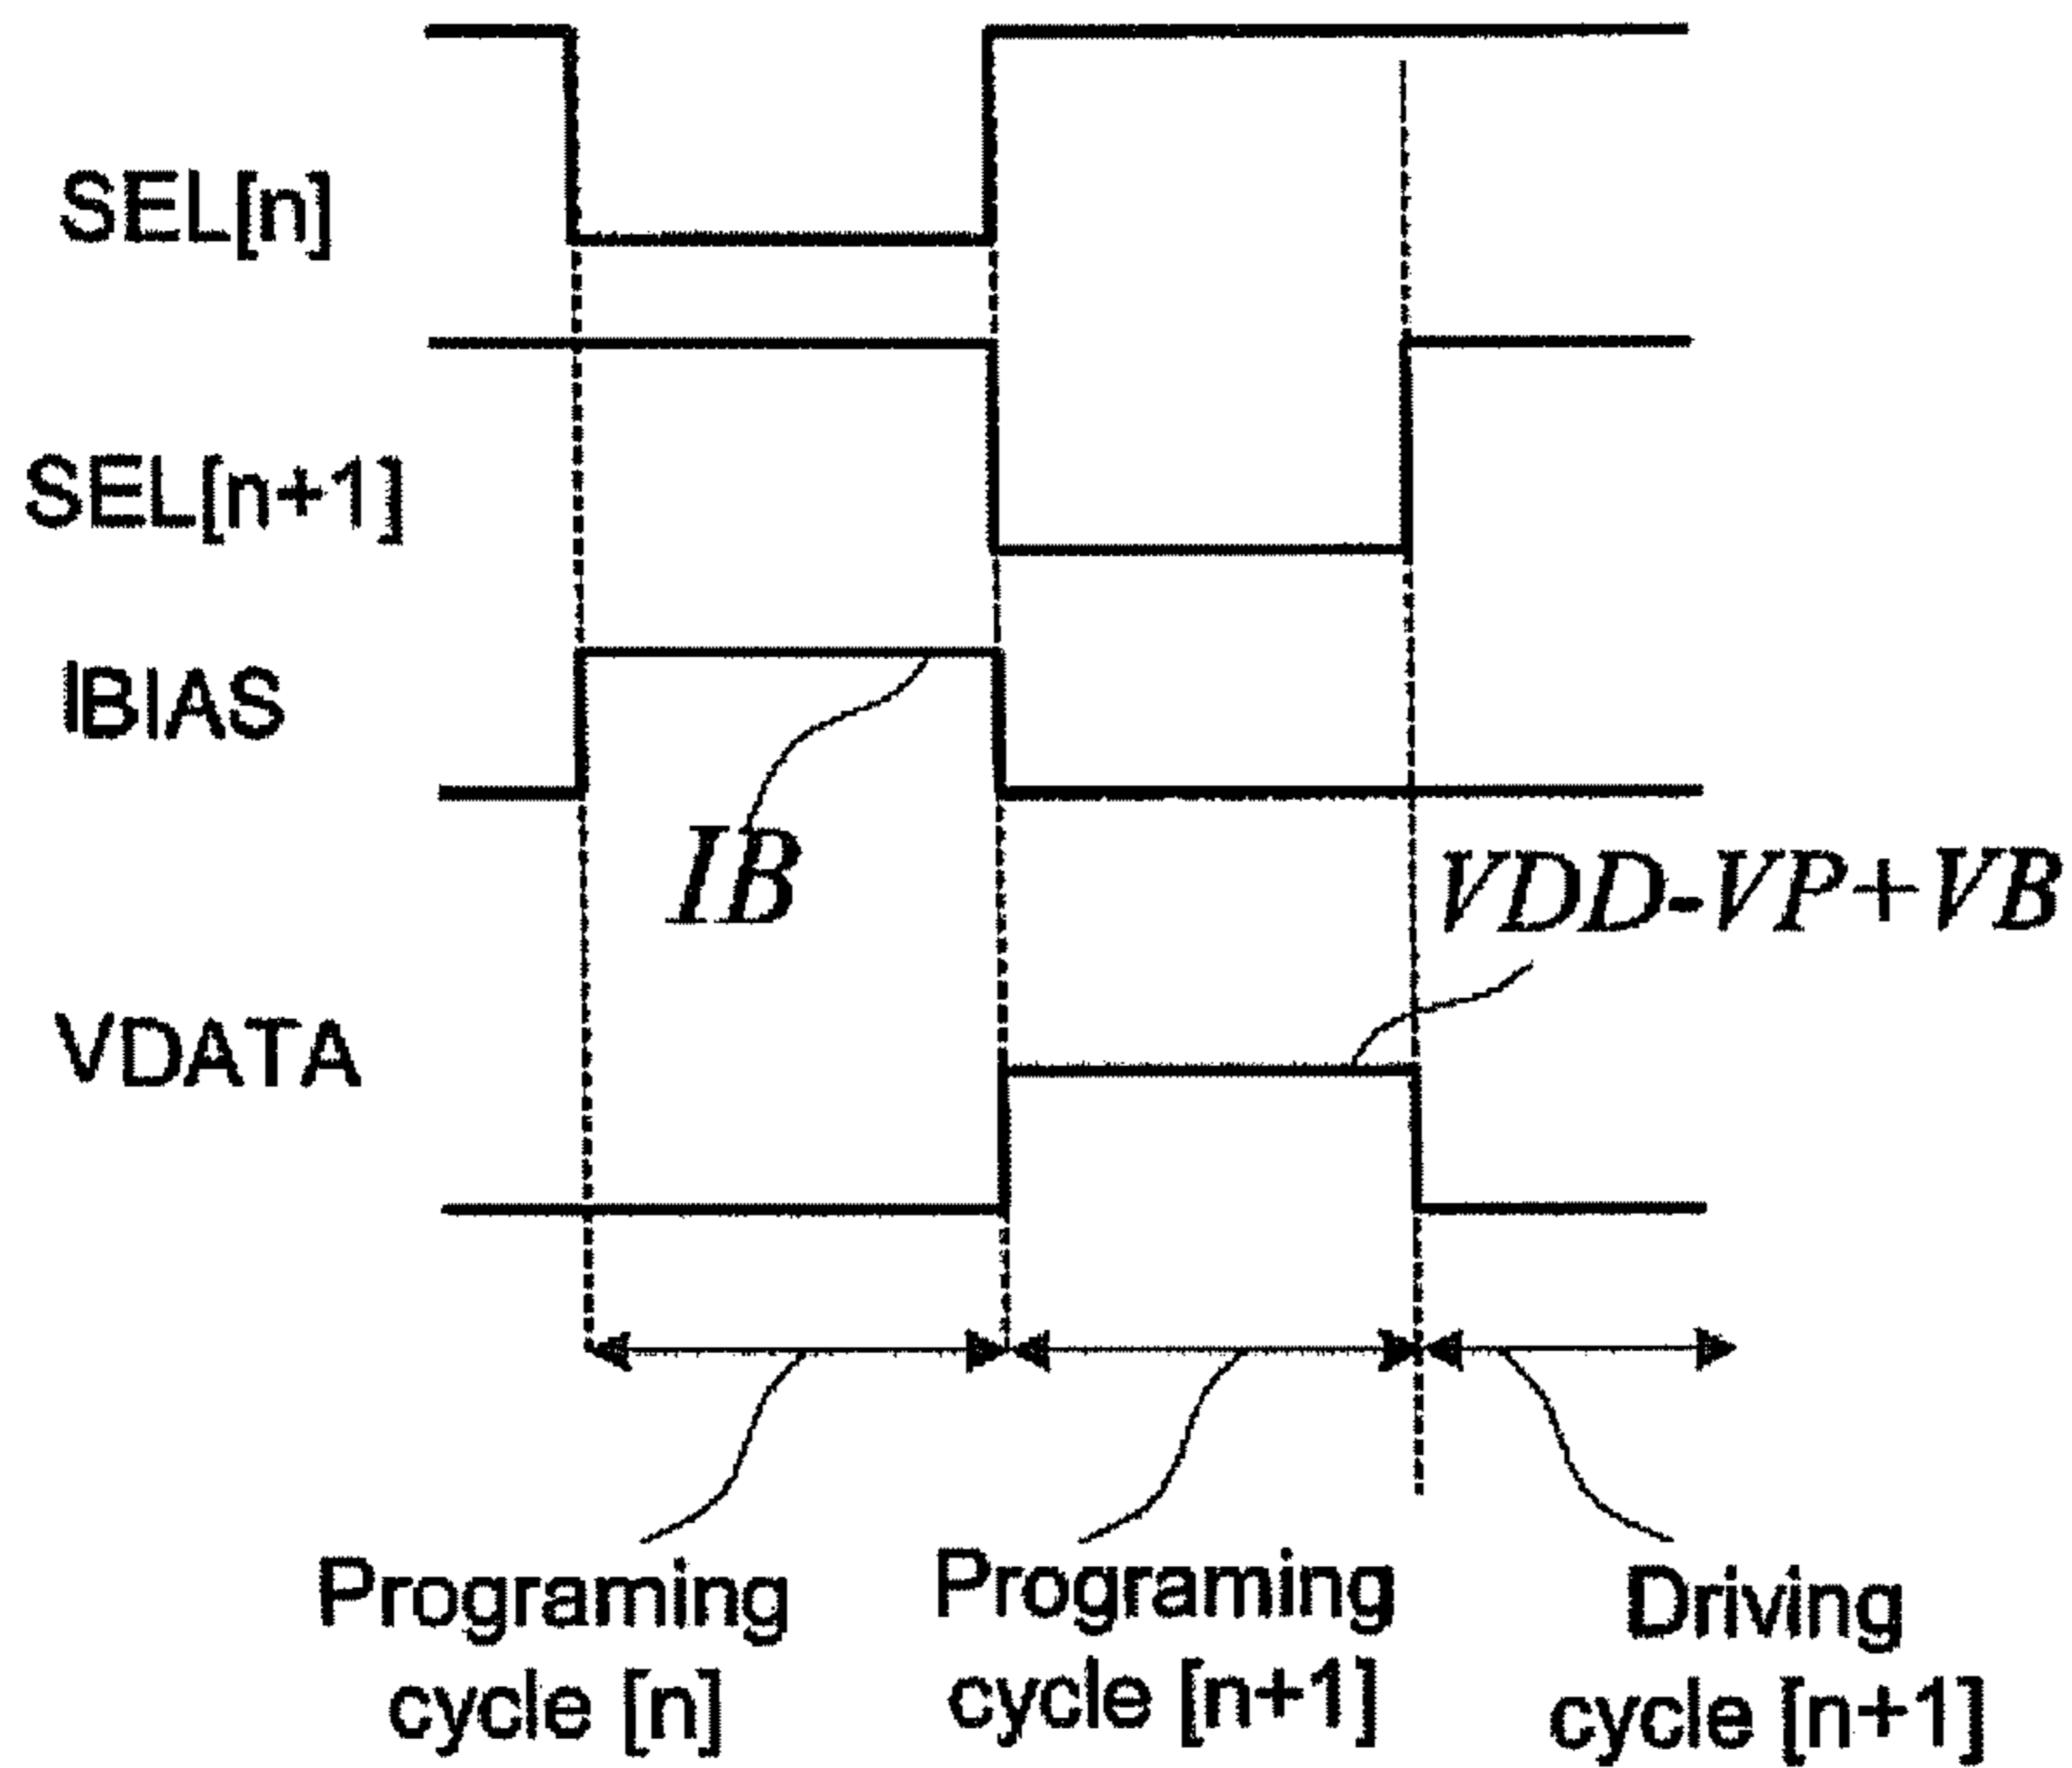 SEL[n]
SEL[n+1]
IBIAS
IB
VDD-VP+VB
VDATA
Programing
cycle [n]
Programing
cycle [n+1]
Driving
cycle [n+1]